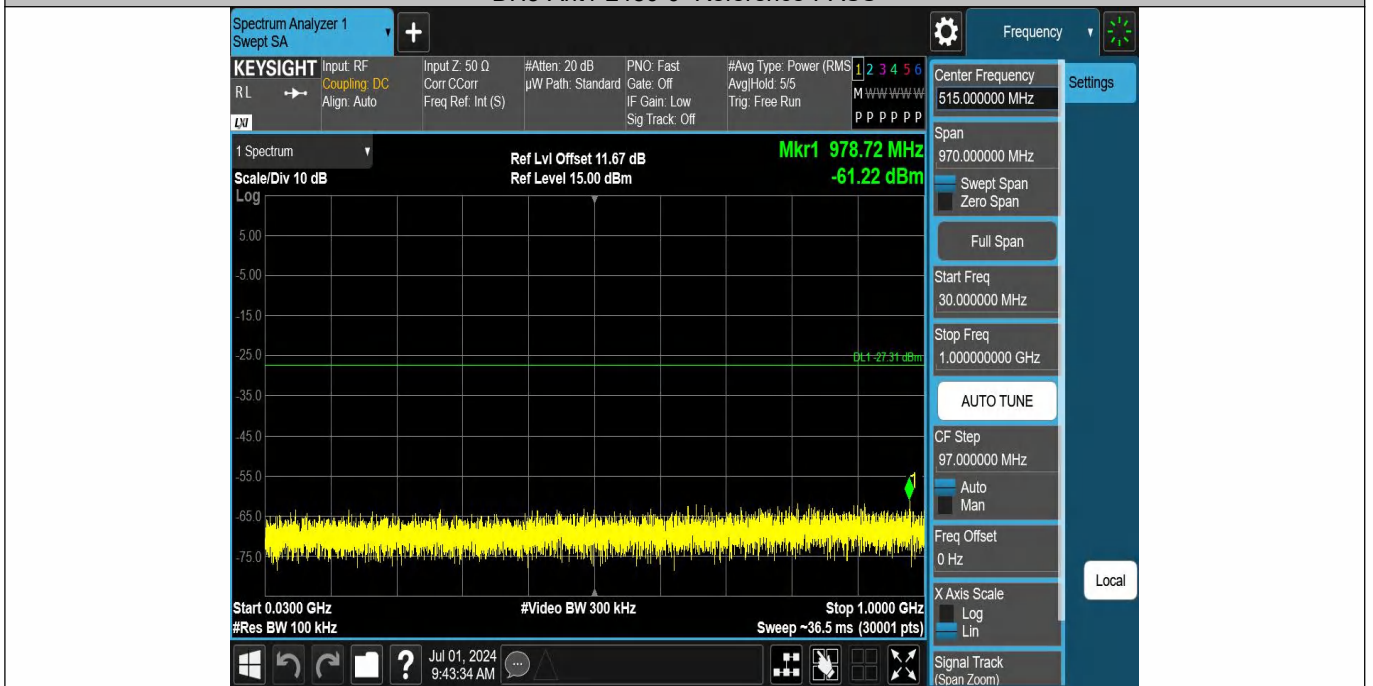 Spectrum Analyzer 1
Swept SA
+
Frequency
KEYSIGHT
RL
LXI
Input: RF
Coupling: DC
Align: Auto
Input Z: 50 Ω
Corr CCorr
Freq Ref: Int (S)
#Atten: 20 dB
µW Path: Standard
PNO: Fast
Gate: Off
IF Gain: Low
Sig Track: Off
#Avg Type: Power (RMS
Avg|Hold: 5/5
Trig: Free Run
1 2 3 4 5 6
M W W W W W
P P P P P P
1 Spectrum
Scale/Div 10 dB
Log
Ref Lvl Offset 11.67 dB
Ref Level 15.00 dBm
Mkr1 978.72 MHz
-61.22 dBm
5.00
-5.00
-15.0
-25.0
DL1 -27.31 dBm
-35.0
-45.0
-55.0
1
-65.0
-75.0
Start 0.0300 GHz
#Res BW 100 kHz
#Video BW 300 kHz
Stop 1.0000 GHz
Sweep ~36.5 ms (30001 pts)
Center Frequency
515.000000 MHz
Settings
Span
970.000000 MHz
Swept Span
Zero Span
Full Span
Start Freq
30.000000 MHz
Stop Freq
1.000000000 GHz
AUTO TUNE
CF Step
97.000000 MHz
Auto
Man
Freq Offset
0 Hz
X Axis Scale
Log
Lin
Local
Signal Track
(Span Zoom)
?
Jul 01, 2024
9:43:34 AM